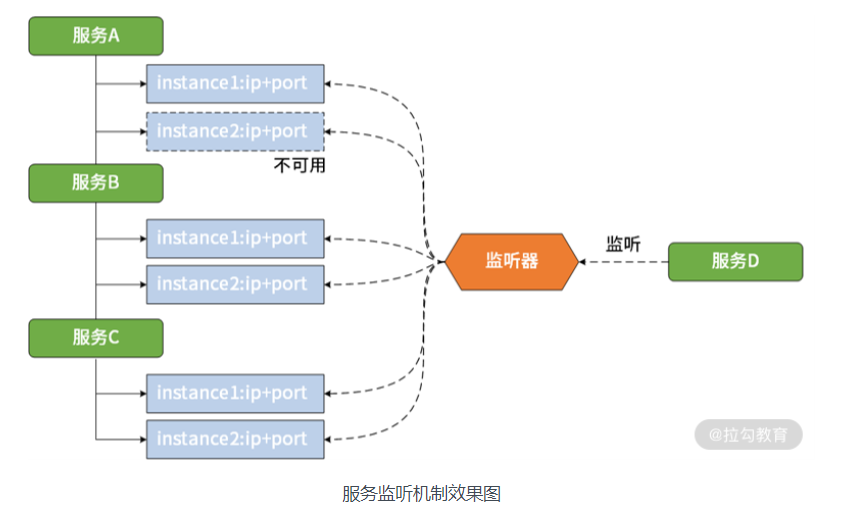 服务A
instance1:ip+port
instance2:ip+port
不可用
服务B
instance1:ip+port
instance2:ip+port
监听器
监听
服务D
服务C
instance1:ip+port
instance2:ip+port
@拉勾教育
服务监听机制效果图